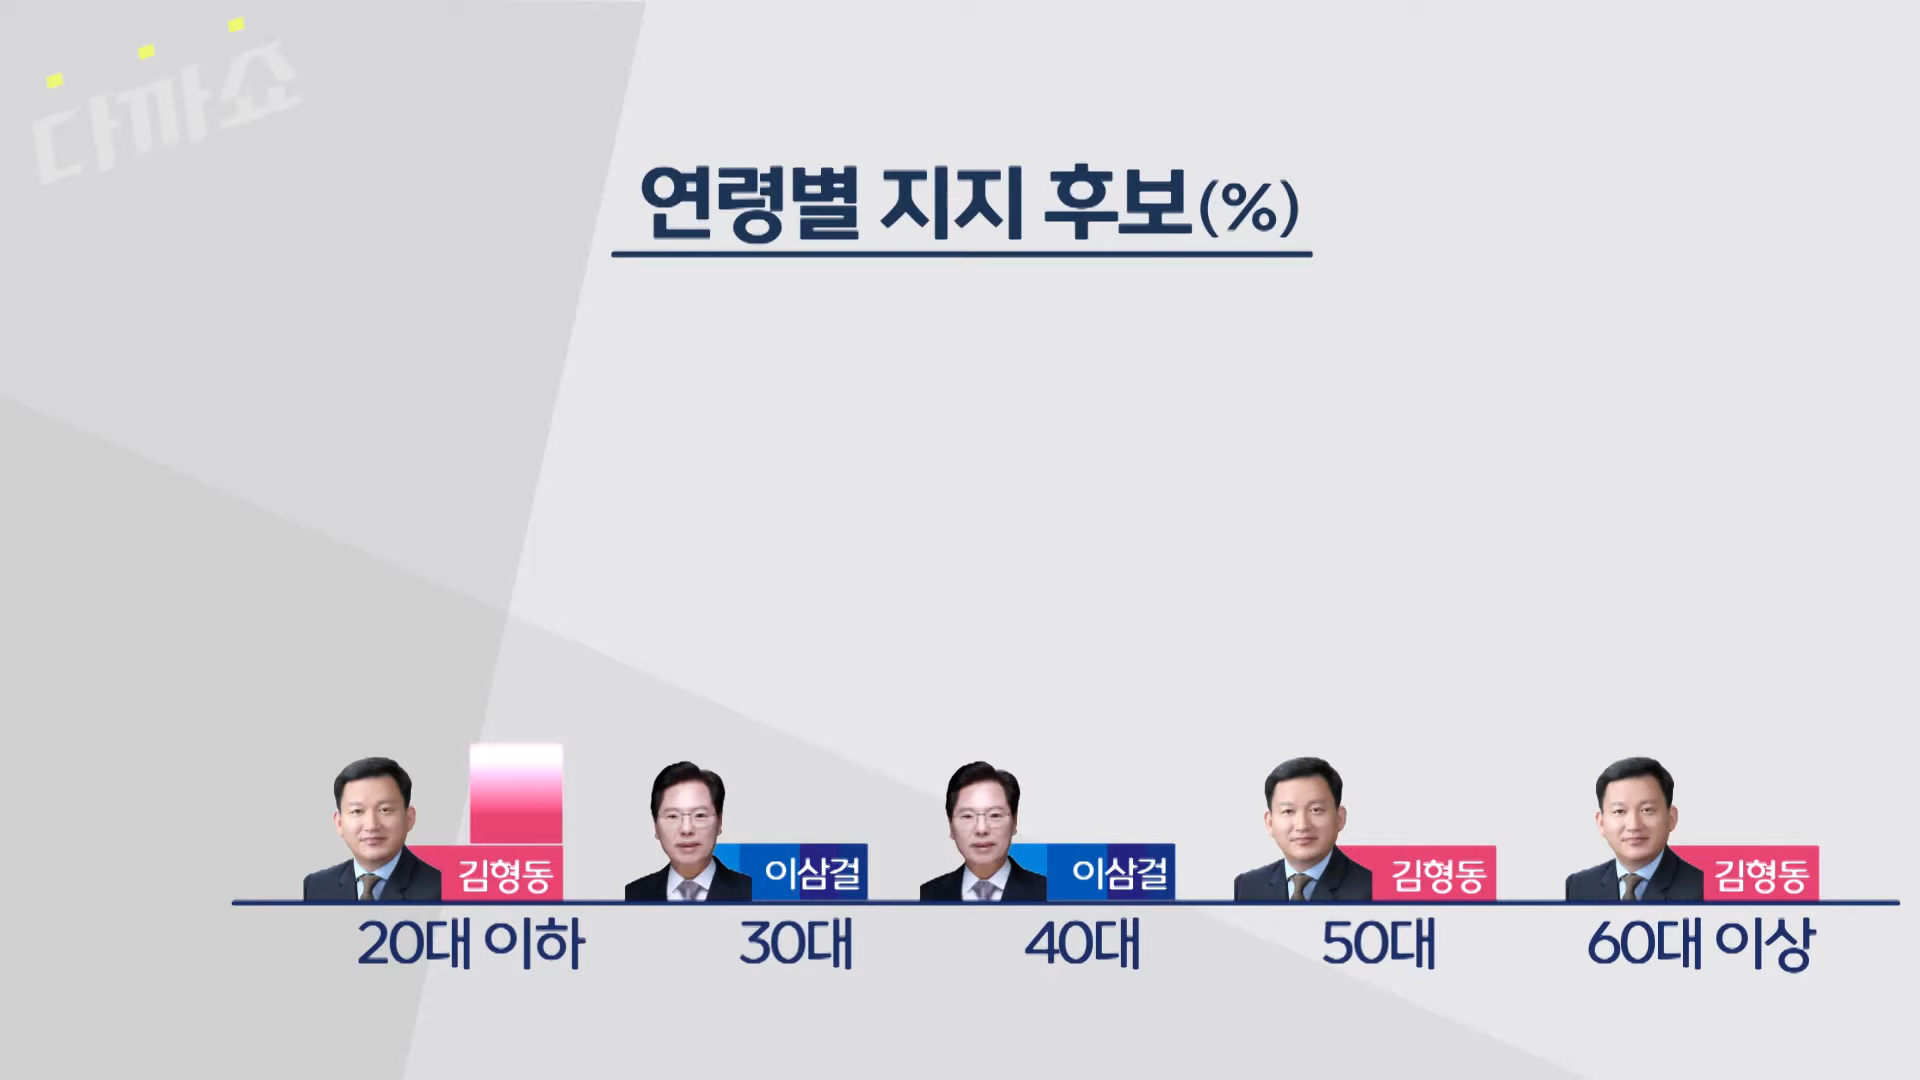 다까쇼
연령별 지지 후보(%)
김형동 이삼걸 이삼걸 김형동 김형동
20대 이하 30대 40대 50대 60대 이상